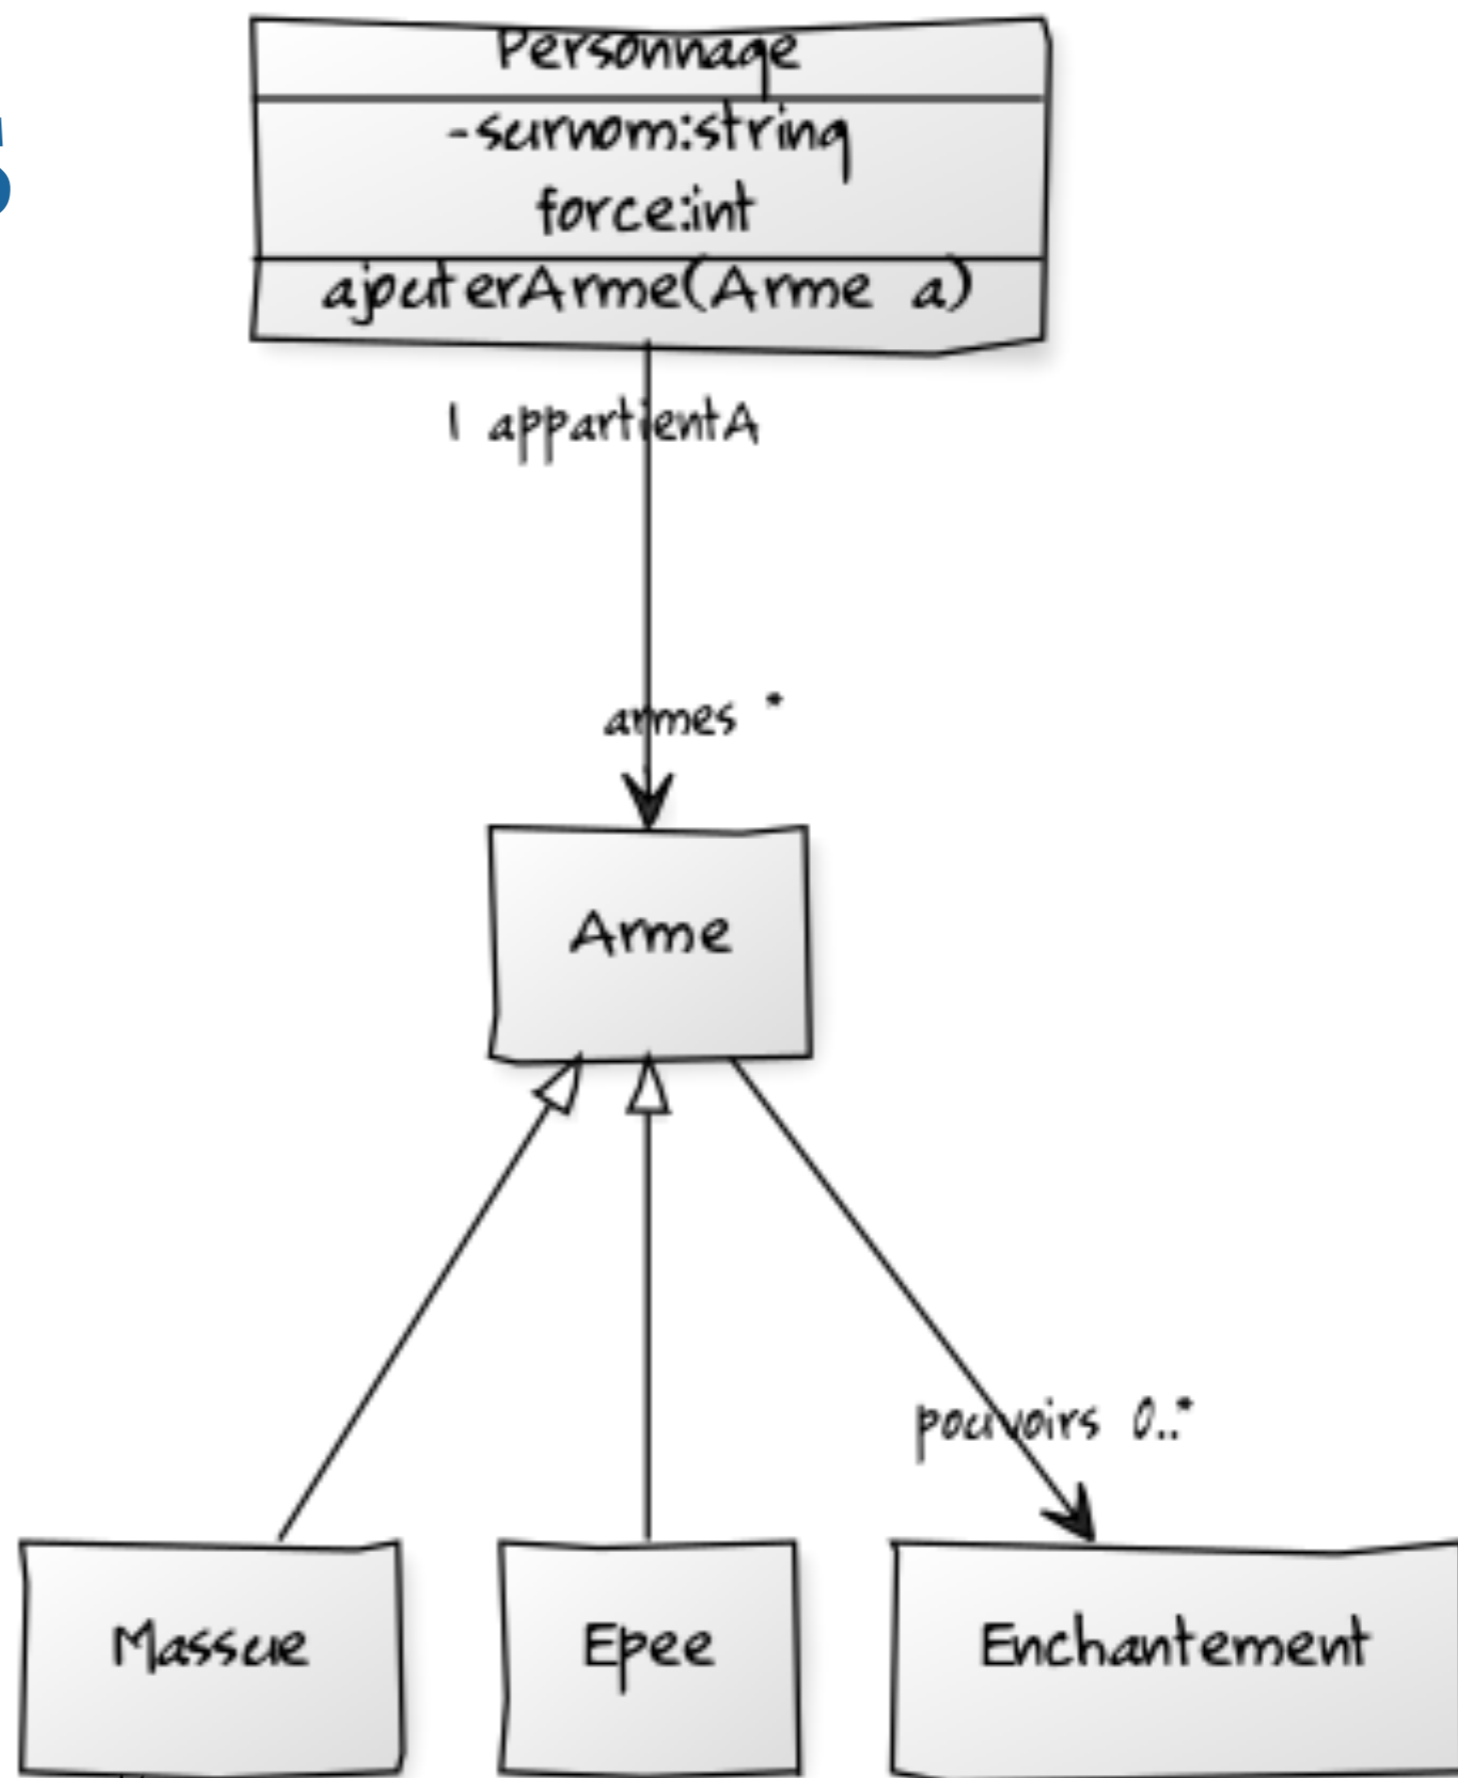 Personnage
-surnom:string
force:int
ajouterArme(Arme a)
1 appartientA
armes *
Arme
pouvoirs 0..*
Massue
Epee
Enchantement